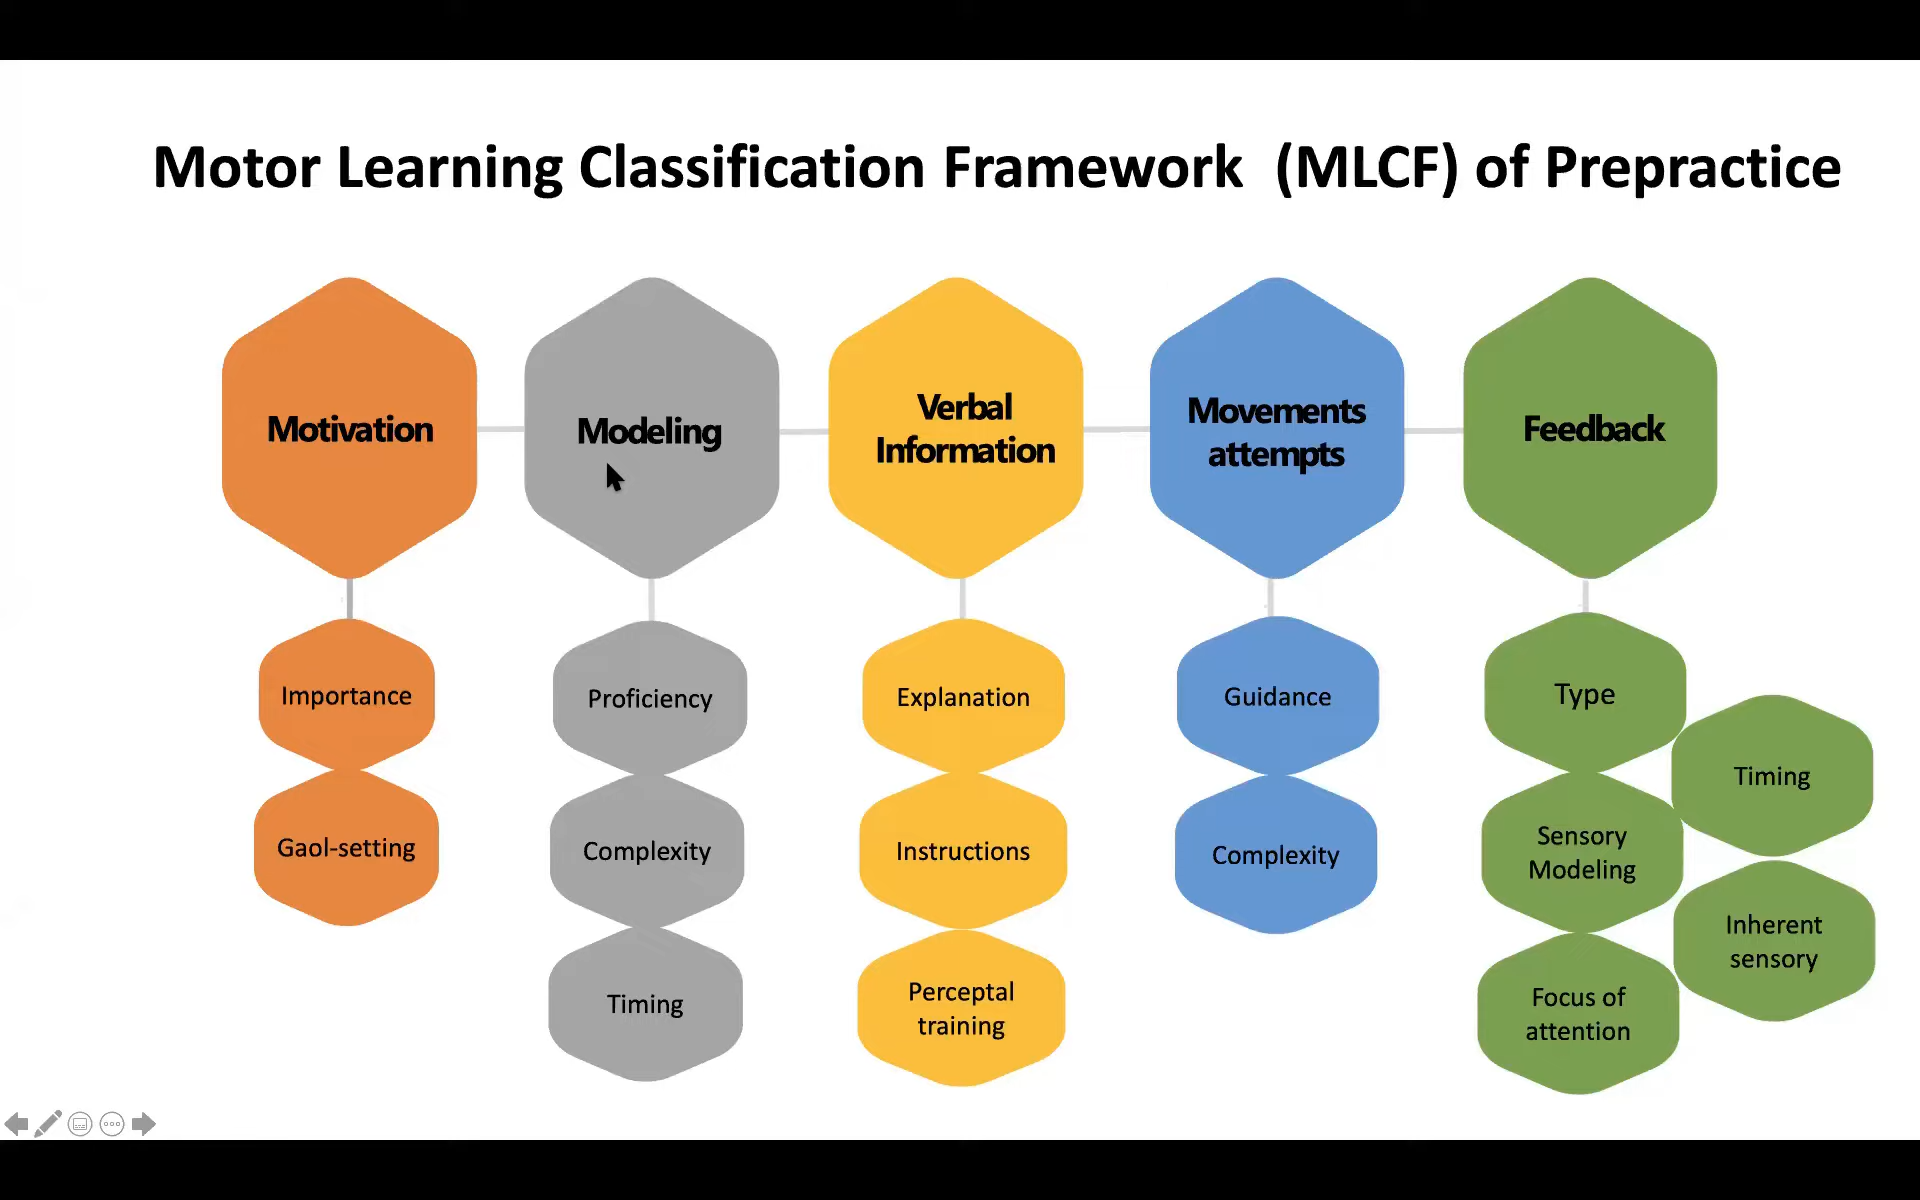 Motor Learning Classification Framework (MLCF) of Prepractice
Motivation
Importance
Gaol-setting
Modeling
Proficiency
Complexity
Timing
Verbal
Information
Explanation
Instructions
Perceptal
training
Movements
attempts
Guidance
Complexity
Feedback
Type
Sensory
Modeling
Focus of
attention
Timing
Inherent
sensory